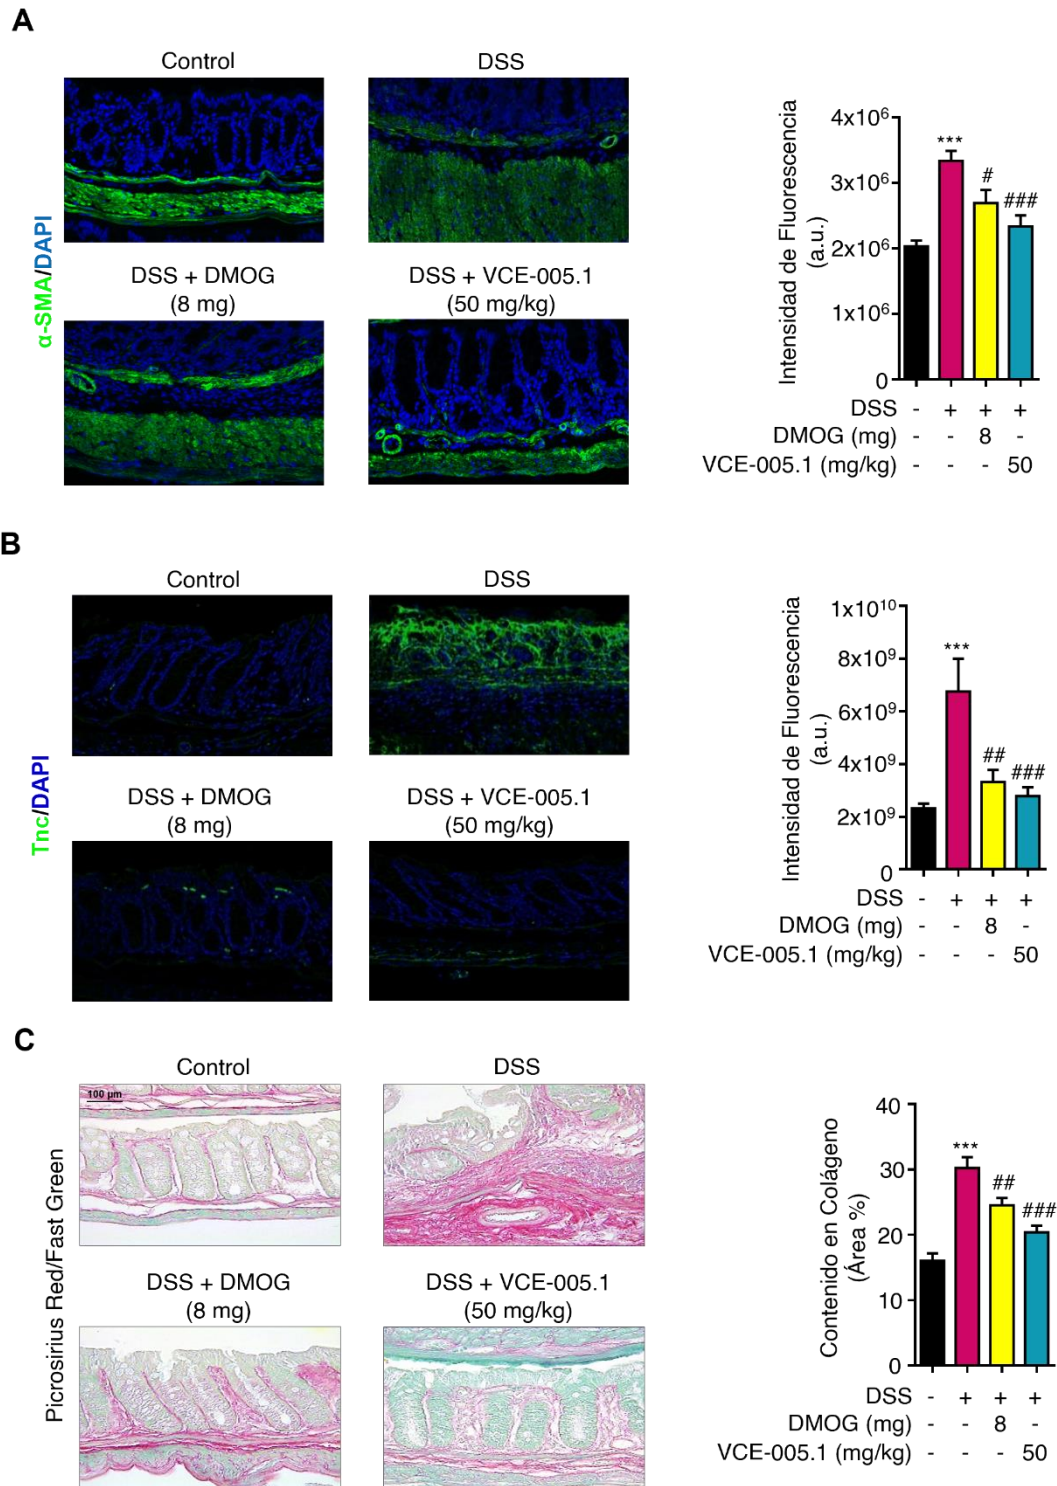 A
Control
DSS
DSS + DMOG
(8 mg)
DSS + VCE-005.1
(50 mg/kg)
α-SMA/DAPI
Intensidad de Fluorescencia
(a.u.)
4x10⁶
3x10⁶
2x10⁶
1x10⁶
0
***
#
###
DSS - + + +
DMOG (mg) - - 8 -
VCE-005.1 (mg/kg) - - - 50
B
Control
DSS
DSS + DMOG
(8 mg)
DSS + VCE-005.1
(50 mg/kg)
Tnc/DAPI
Intensidad de Fluorescencia
(a.u.)
1x10¹⁰
8x10⁹
6x10⁹
4x10⁹
2x10⁹
0
***
##
###
DSS - + + +
DMOG (mg) - - 8 -
VCE-005.1 (mg/kg) - - - 50
C
Control
DSS
100 µm
DSS + DMOG
(8 mg)
DSS + VCE-005.1
(50 mg/kg)
Picrosirius Red/Fast Green
Contenido en Colágeno
(Área %)
40
30
20
10
0
***
##
###
DSS - + + +
DMOG (mg) - - 8 -
VCE-005.1 (mg/kg) - - - 50